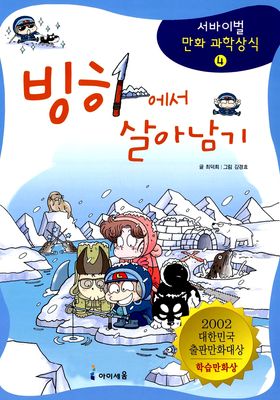 서바이벌
만화 과학상식
4
빙하에서
살아남기
글 최덕희 | 그림 강경효
2002
대한민국
출판만화대상
학습만화상
아이세움